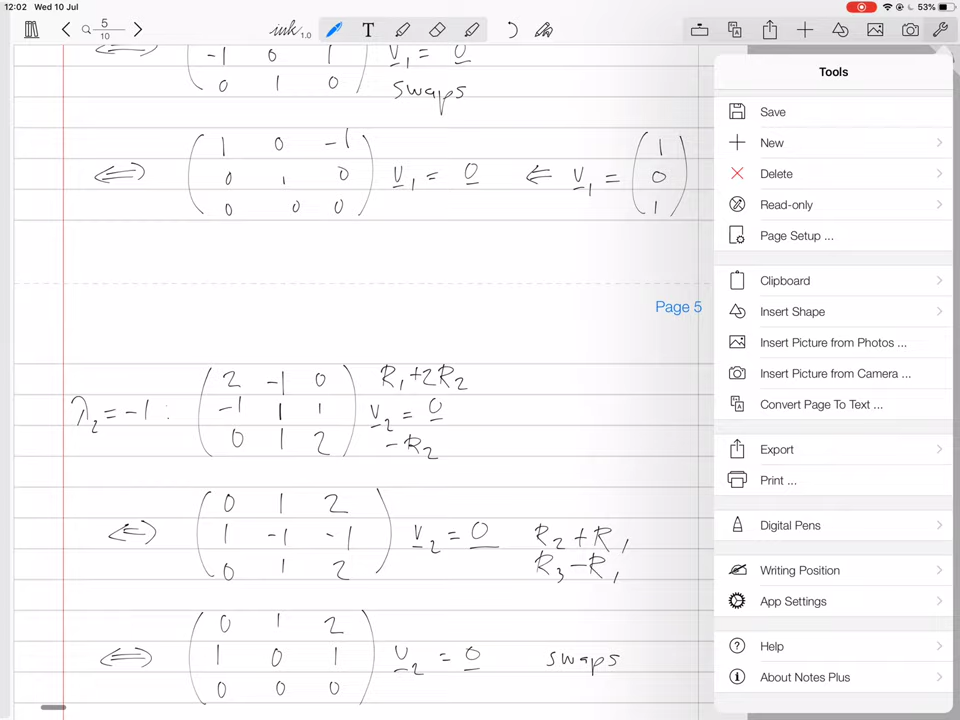 12:02 Wed 10 Jul
53%
5/10
ink 1.0
T
⇔ ( -1 0 1 ) v₁ = 0
( 0 1 0 ) swaps
( 1 0 -1 )
⇔ ( 0 1 0 ) v₁ = 0 ⇐ v₁ = ( 1 0 1 )
( 0 0 0 )
Page 5
( 2 -1 0 ) R₁+2R₂
λ₂ = -1 : ( -1 1 1 ) v₂ = 0
( 0 1 2 ) -R₂
( 0 1 2 )
⇔ ( 1 -1 -1 ) v₂ = 0 R₂+R₁
( 0 1 2 ) R₃-R₁
( 0 1 2 )
⇔ ( 1 0 1 ) v₂ = 0 swaps
( 0 0 0 )
Tools
Save
New
Delete
Read-only
Page Setup ...
Clipboard
Insert Shape
Insert Picture from Photos ...
Insert Picture from Camera ...
Convert Page To Text ...
Export
Print ...
Digital Pens
Writing Position
App Settings
Help
About Notes Plus